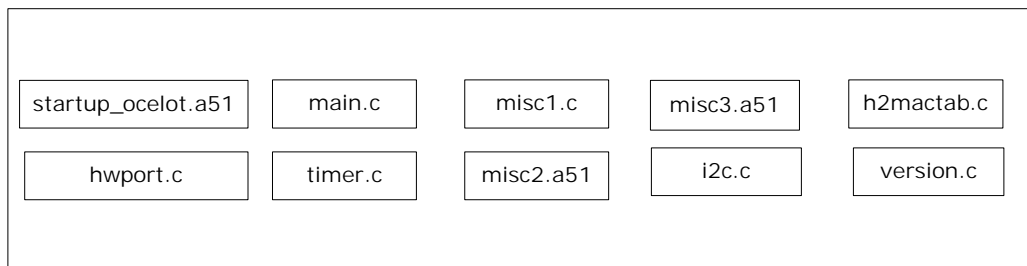 startup_ocelot.a51 main.c misc1.c misc3.a51 h2mactab.c
hwport.c timer.c misc2.a51 i2c.c version.c